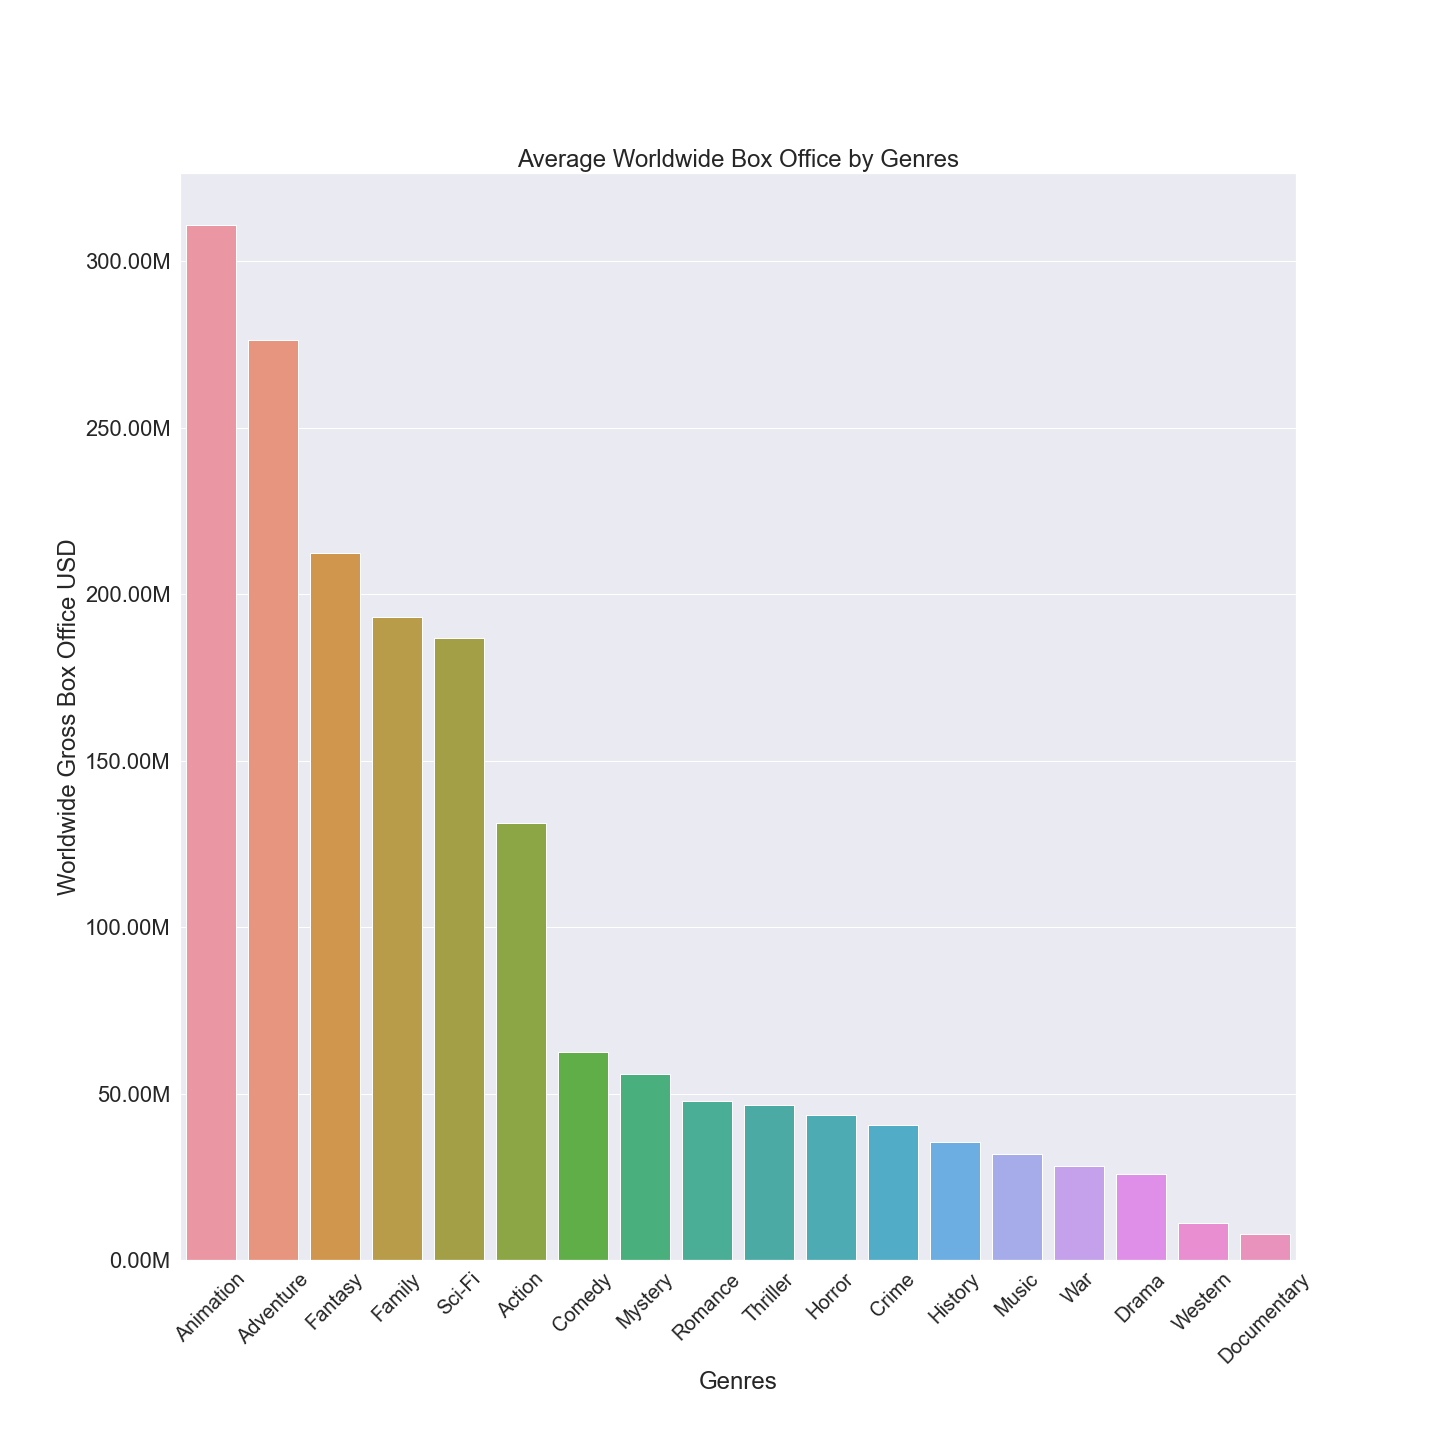 Average Worldwide Box Office by Genres
Worldwide Gross Box Office USD
300.00M
250.00M
200.00M
150.00M
100.00M
50.00M
0.00M
Animation
Adventure
Fantasy
Family
Sci-Fi
Action
Comedy
Mystery
Romance
Thriller
Horror
Crime
History
Music
War
Drama
Western
Documentary
Genres